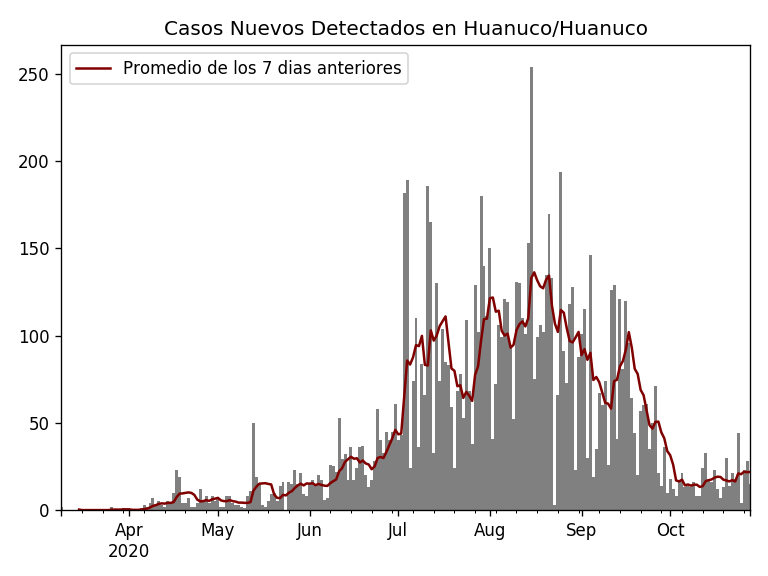 Casos Nuevos Detectados en Huanuco/Huanuco
Promedio de los 7 dias anteriores
250
200
150
100
50
0
Apr May Jun Jul Aug Sep Oct
2020